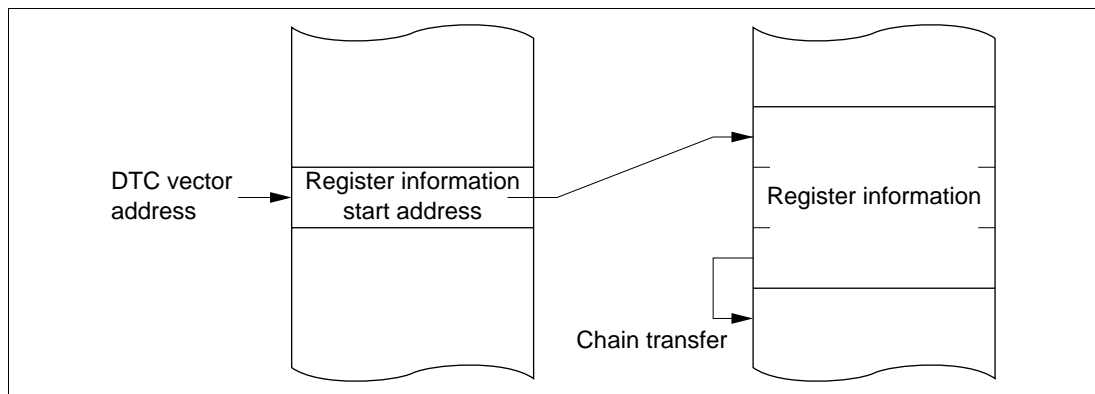 DTC vector
address
Register information
start address
Register information
Chain transfer